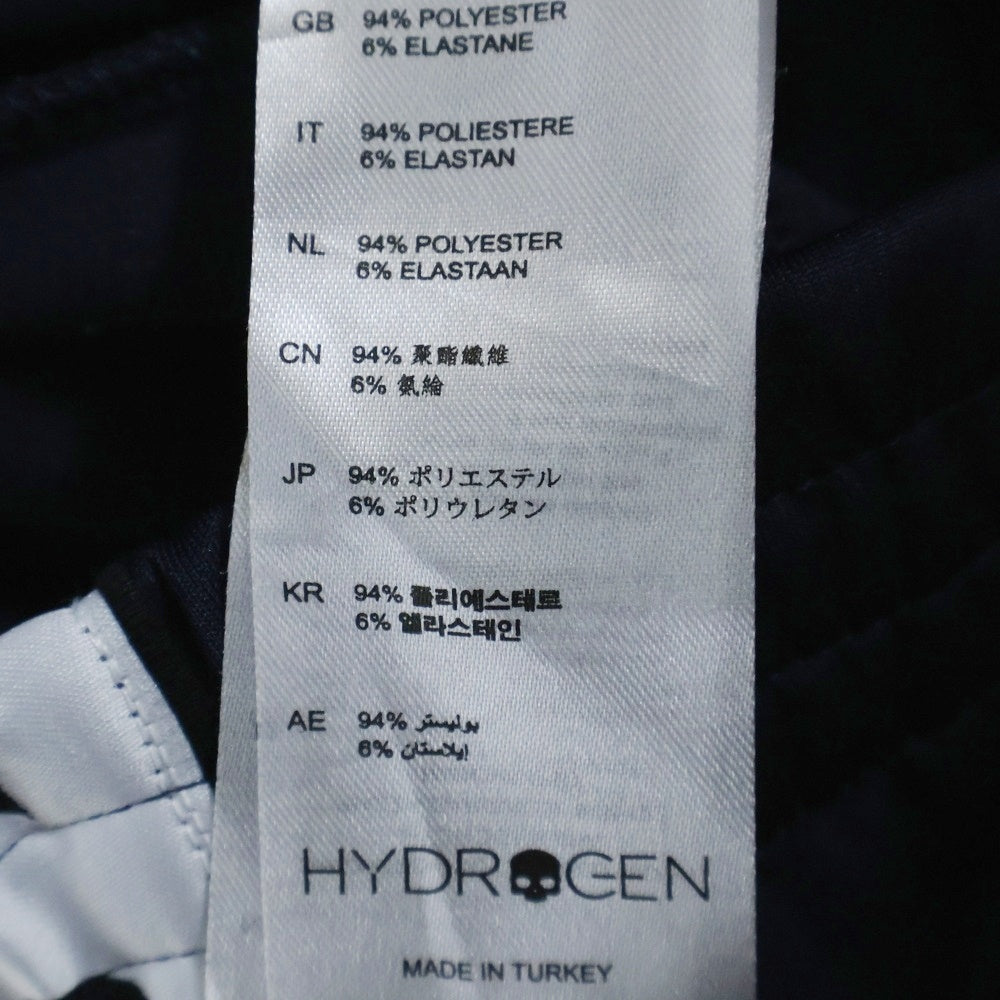 GB 94% POLYESTER
6% ELASTANE
IT 94% POLIESTERE
6% ELASTAN
NL 94% POLYESTER
6% ELASTAAN
CN 94% 聚酯纖維
6% 氨綸
JP 94% ポリエステル
6% ポリウレタン
KR 94% 폴리에스테르
6% 엘라스테인
AE 94% بوليستر
6% إيلاستان
HYDROGEN
MADE IN TURKEY